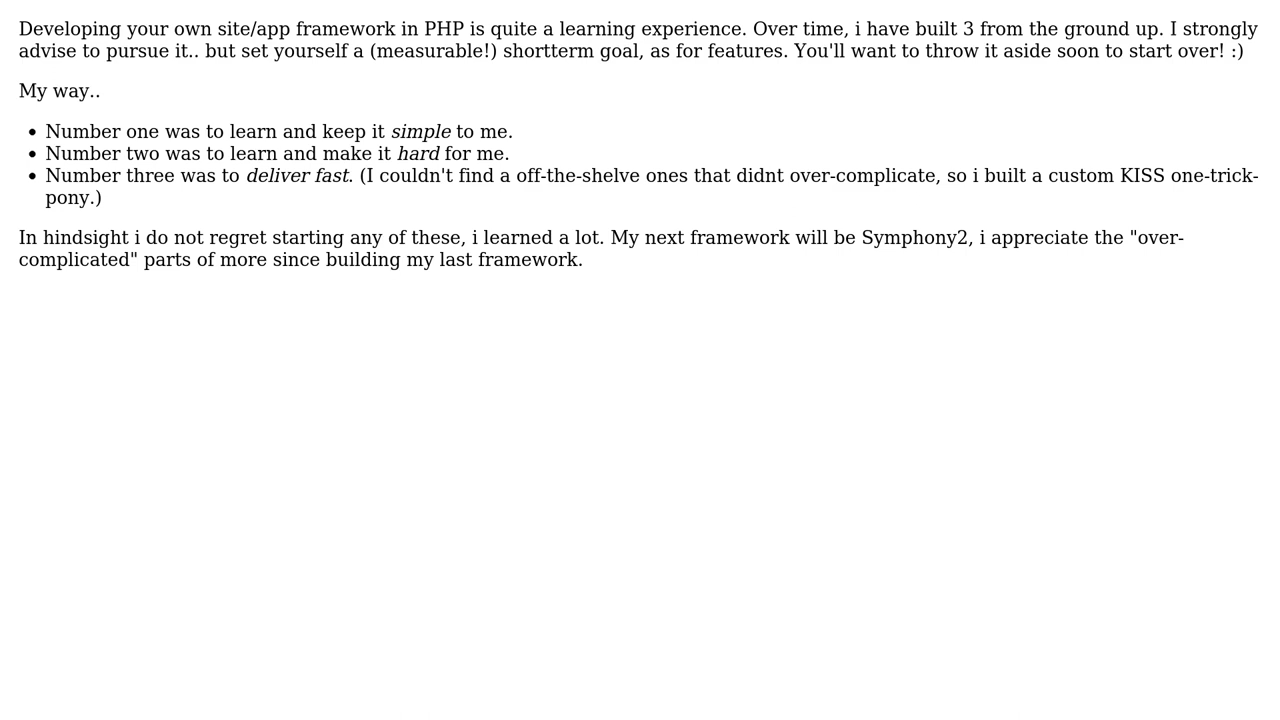 Developing your own site/app framework in PHP is quite a learning experience. Over time, i have built 3 from the ground up. I strongly
advise to pursue it.. but set yourself a (measurable!) shortterm goal, as for features. You'll want to throw it aside soon to start over! :)
My way..
• Number one was to learn and keep it simple to me.
• Number two was to learn and make it hard for me.
• Number three was to deliver fast. (I couldn't find a off-the-shelve ones that didnt over-complicate, so i built a custom KISS one-trick-
pony.)
In hindsight i do not regret starting any of these, i learned a lot. My next framework will be Symphony2, i appreciate the "over-
complicated" parts of more since building my last framework.